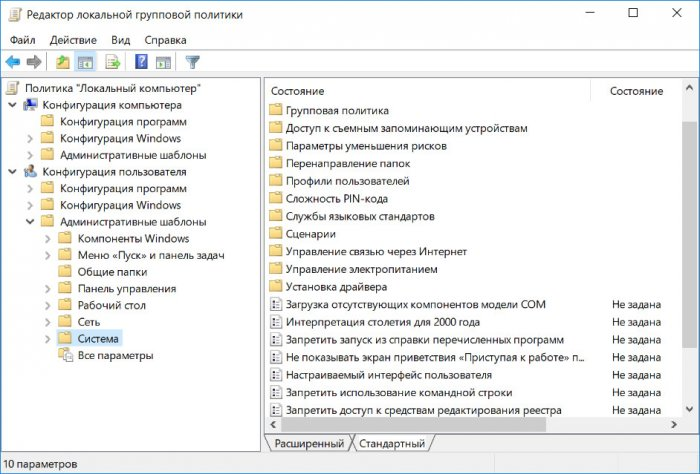 Редактор локальной групповой политики
Файл Действие Вид Справка
Политика "Локальный компьютер"
Конфигурация компьютера
Конфигурация программ
Конфигурация Windows
Административные шаблоны
Конфигурация пользователя
Конфигурация программ
Конфигурация Windows
Административные шаблоны
Компоненты Windows
Меню «Пуск» и панель задач
Общие папки
Панель управления
Рабочий стол
Сеть
Система
Все параметры
Состояние Состояние
Групповая политика
Доступ к съемным запоминающим устройствам
Параметры уменьшения рисков
Перенаправление папок
Профили пользователей
Сложность PIN-кода
Службы языковых стандартов
Сценарии
Управление связью через Интернет
Управление электропитанием
Установка драйвера
Загрузка отсутствующих компонентов модели COM Не задана
Интерпретация столетия для 2000 года Не задана
Запретить запуск из справки перечисленных программ Не задана
Не показывать экран приветствия «Приступая к работе» п... Не задана
Настраиваемый интерфейс пользователя Не задана
Запретить использование командной строки Не задана
Запретить доступ к средствам редактирования реестра Не задана
Расширенный Стандартный
10 параметров